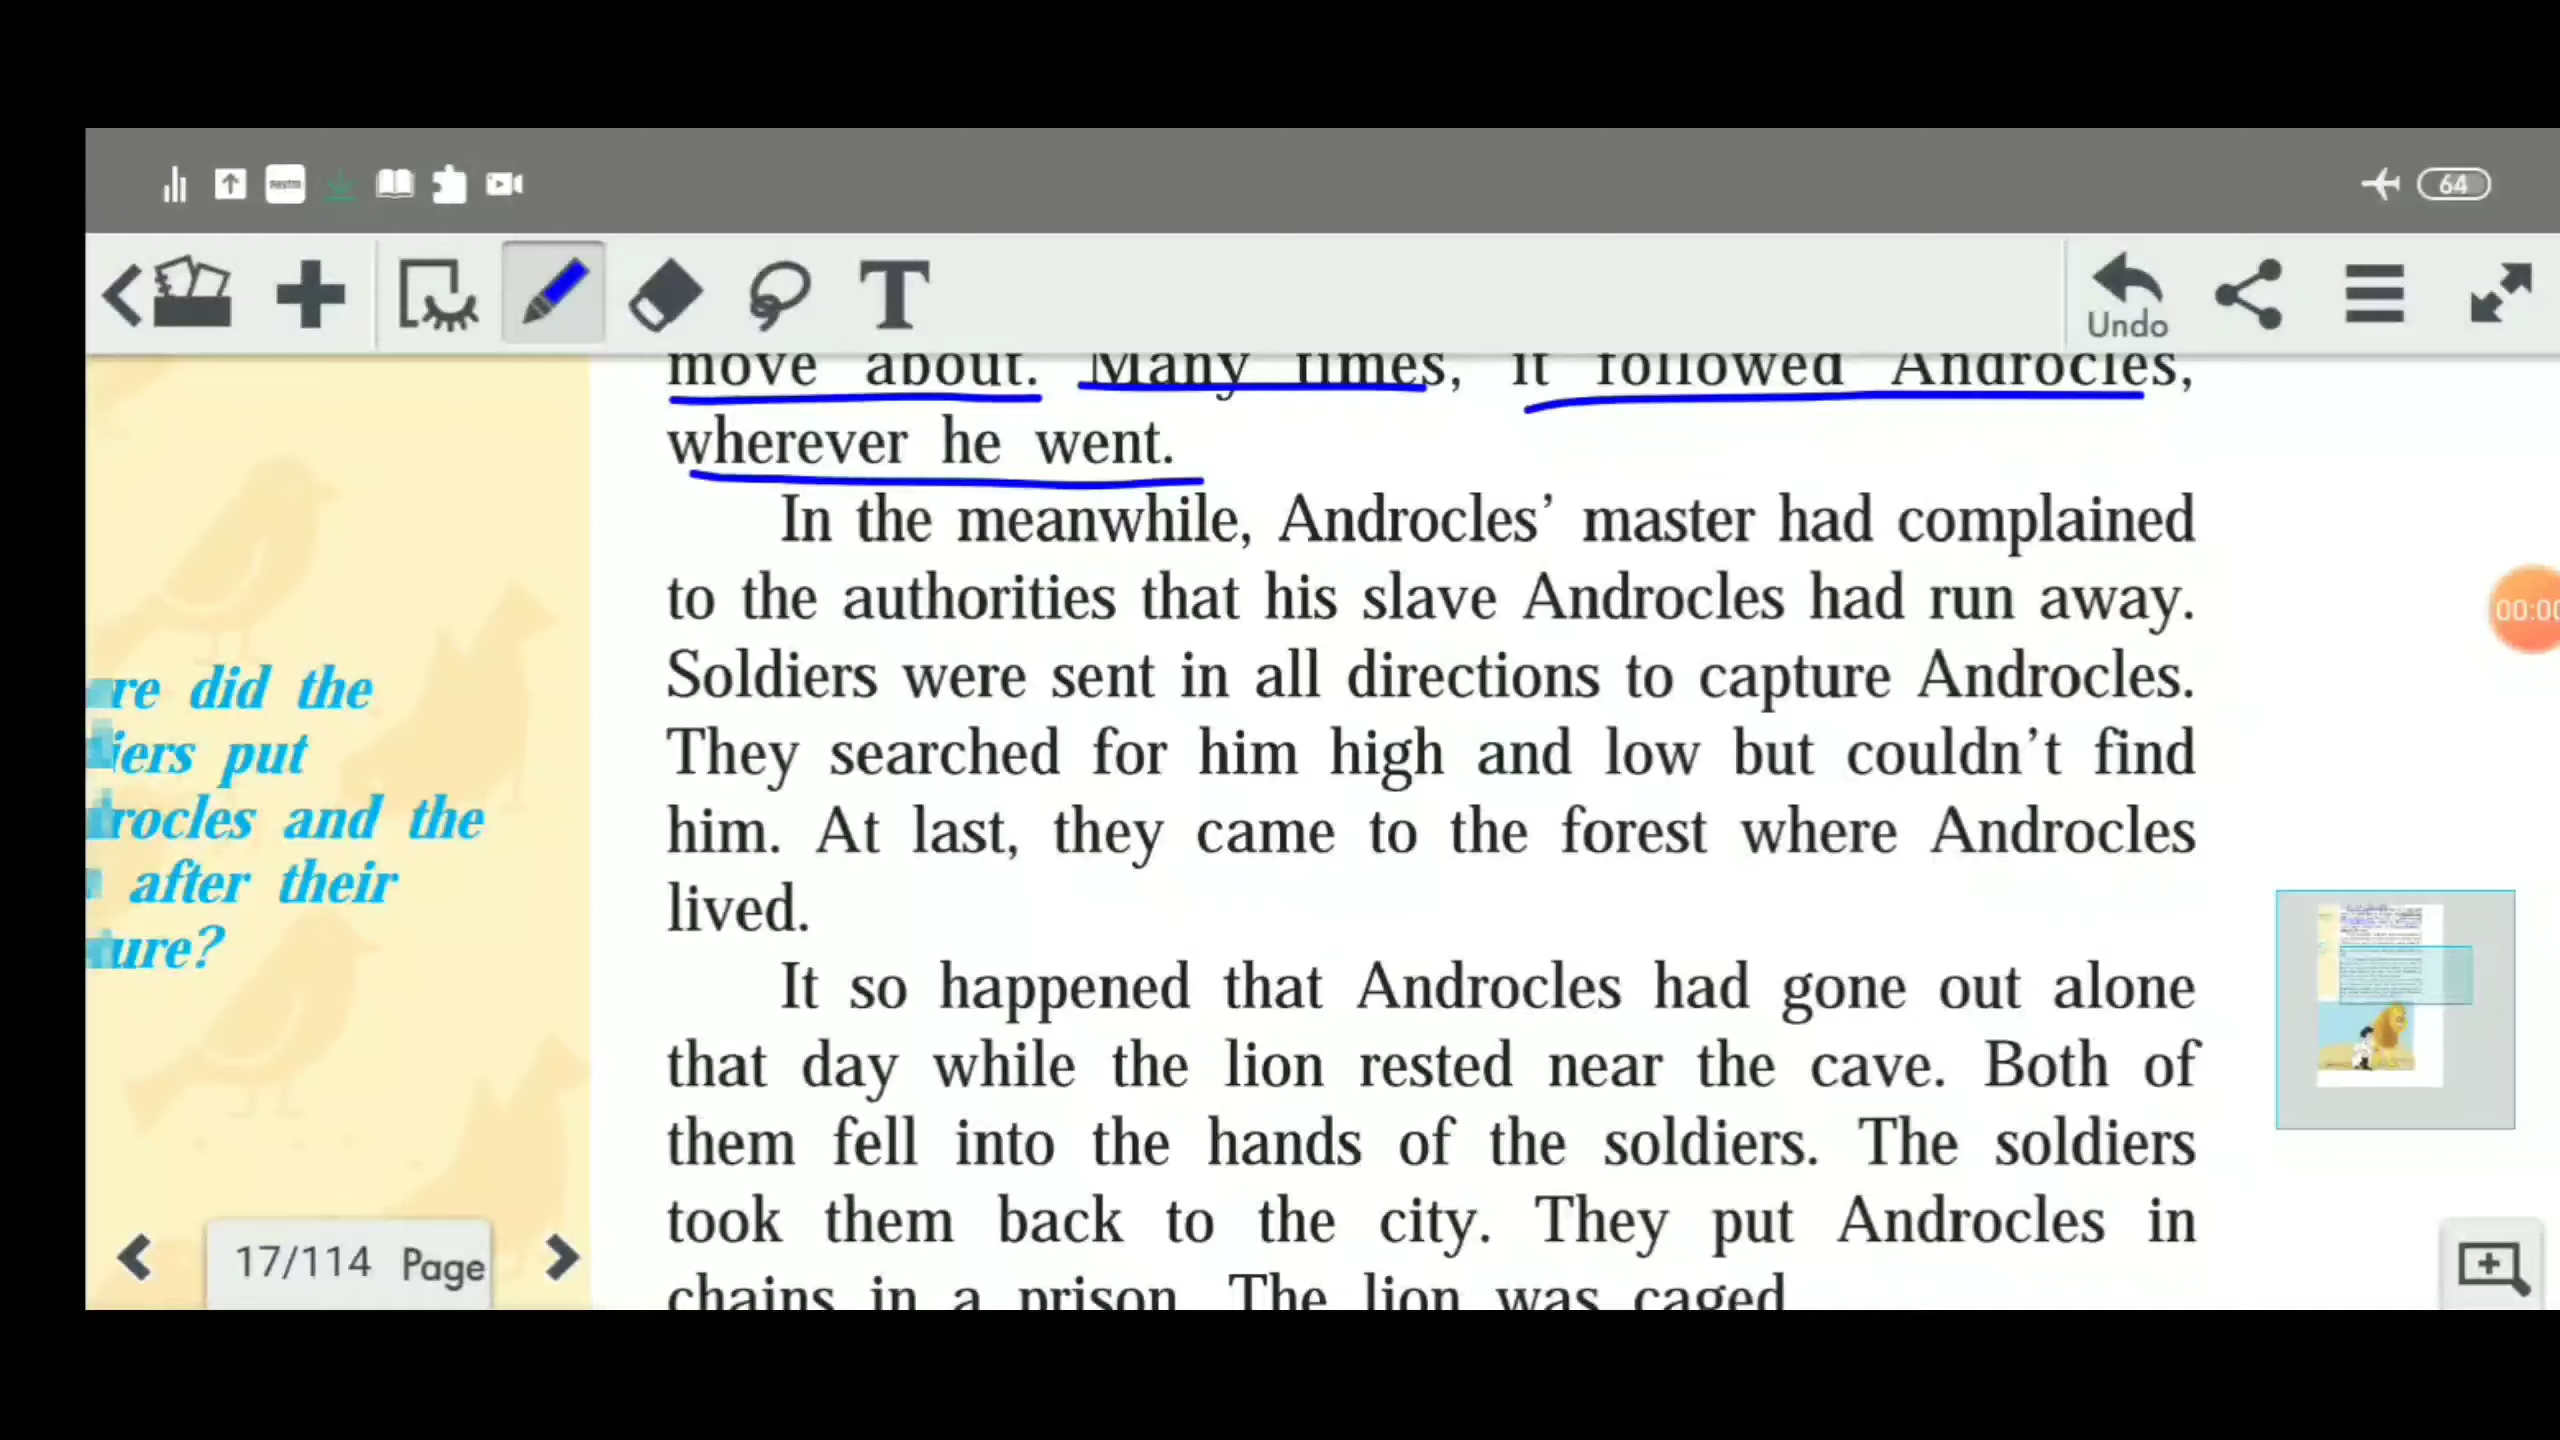 64
Undo
move about. Many times, it followed Androcles,
wherever he went.
In the meanwhile, Androcles’ master had complained
to the authorities that his slave Androcles had run away.
Soldiers were sent in all directions to capture Androcles.
They searched for him high and low but couldn’t find
him. At last, they came to the forest where Androcles
lived.
It so happened that Androcles had gone out alone
that day while the lion rested near the cave. Both of
them fell into the hands of the soldiers. The soldiers
took them back to the city. They put Androcles in
chains in a prison. The lion was caged
re did the
iers put
rocles and the
after their
ure?
00:00
17/114 Page